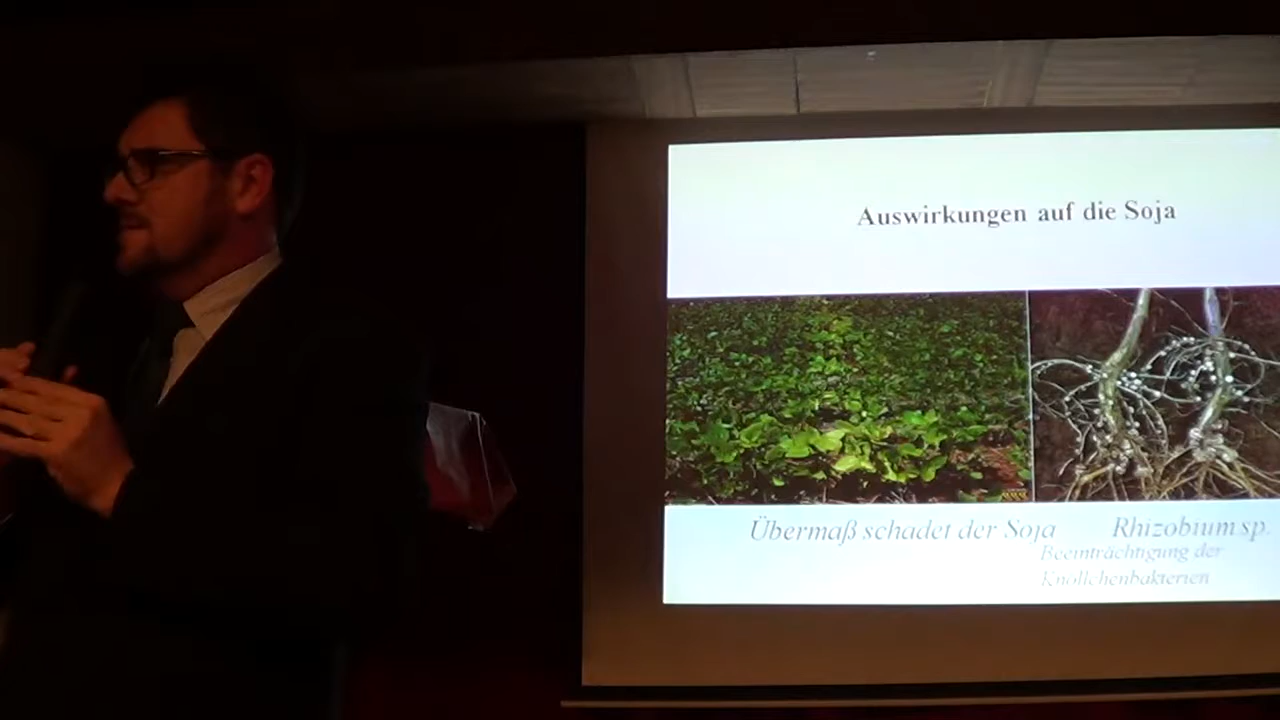 Auswirkungen auf die Soja
Übermaß schadet der Soja
Rhizobium sp.
Beeinträchtigung der
Knöllchenbakterien